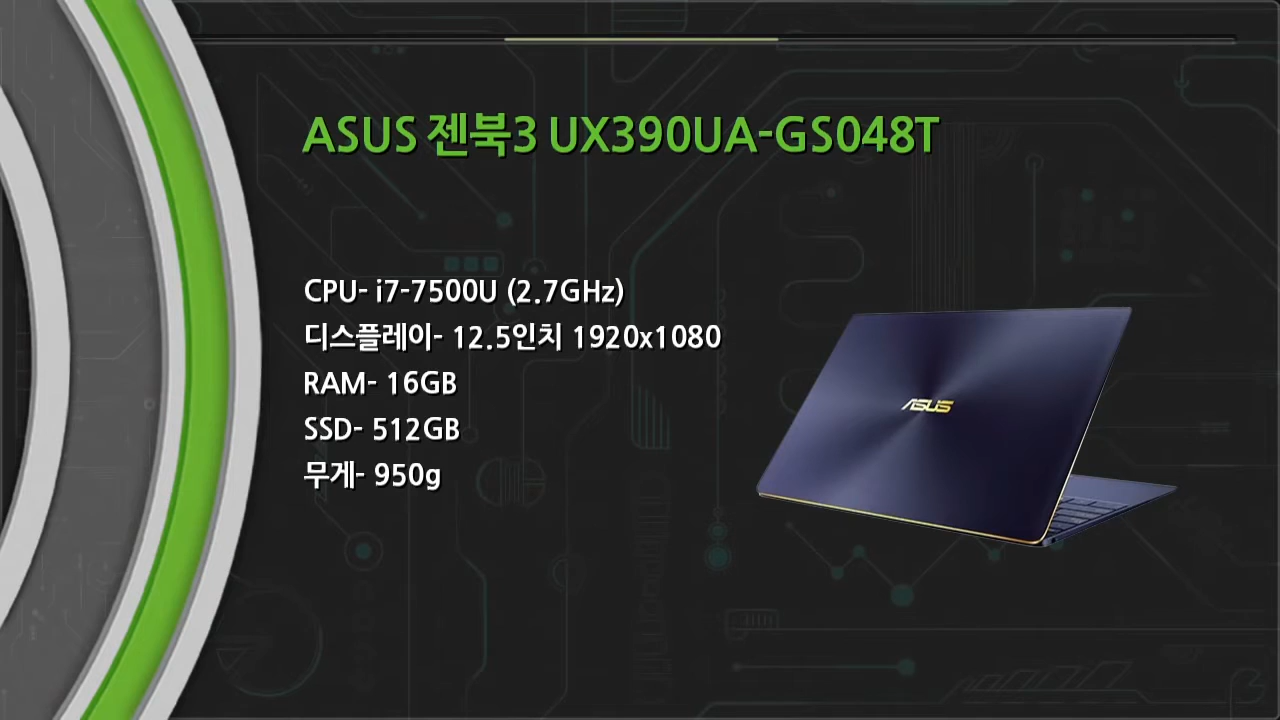 ASUS 젠북3 UX390UA-GS048T
CPU- i7-7500U (2.7GHz)
디스플레이- 12.5인치 1920x1080
RAM- 16GB
SSD- 512GB
무게- 950g
ASUS